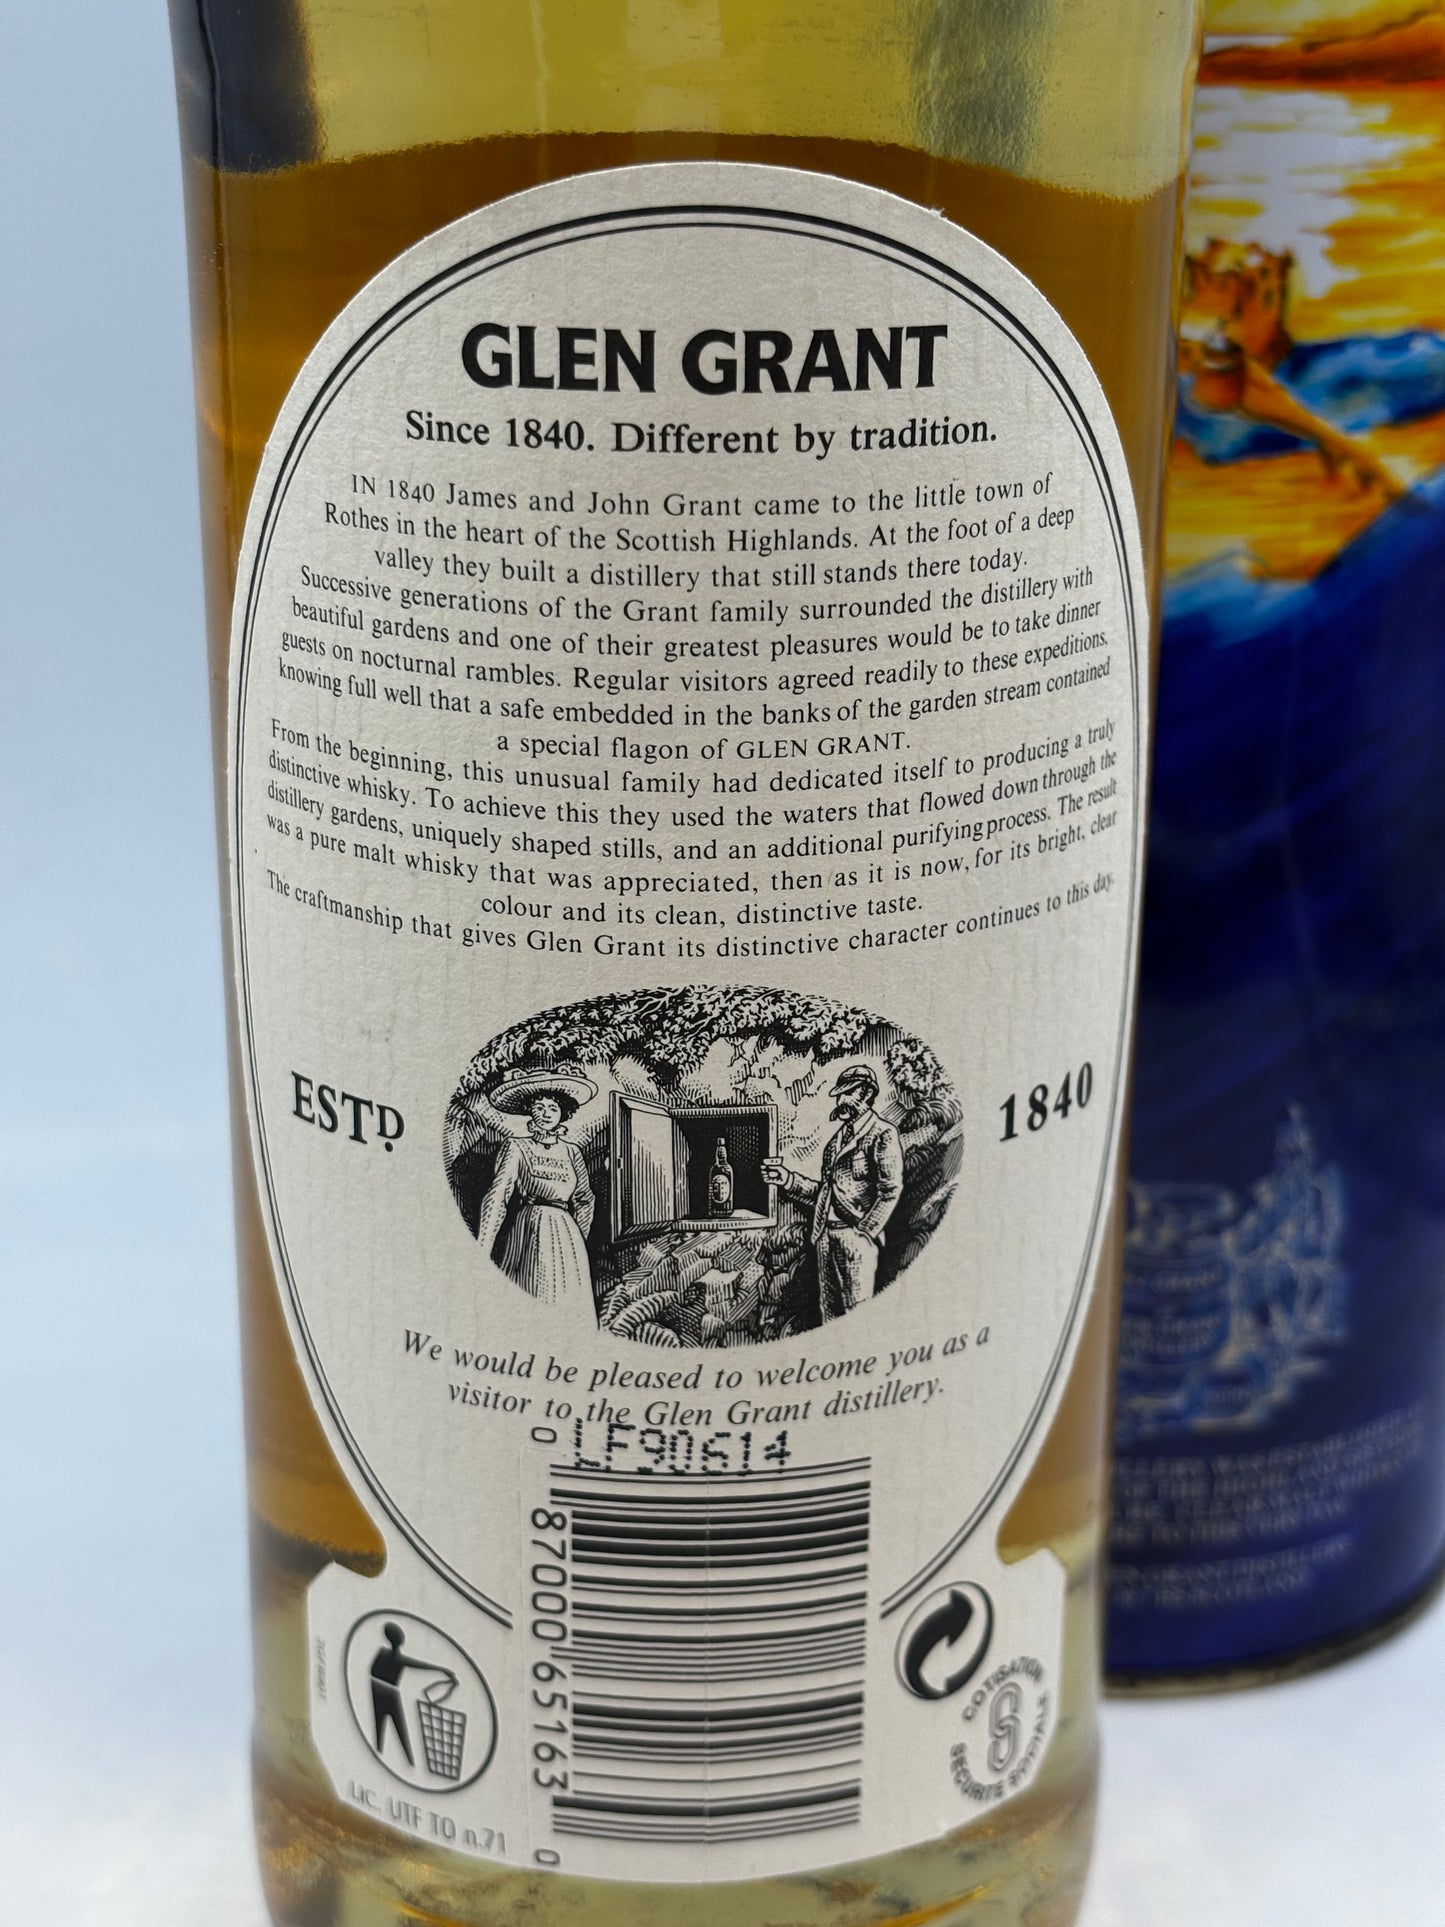 GLEN GRANT
Since 1840. Different by tradition.
IN 1840 James and John Grant came to the little town of
Rothes in the heart of the Scottish Highlands. At the foot of a deep
valley they built a distillery that still stands there today.
Successive generations of the Grant family surrounded the distillery with
beautiful gardens and one of their greatest pleasures would be to take dinner
guests on nocturnal rambles. Regular visitors agreed readily to these expeditions,
knowing full well that a safe embedded in the banks of the garden stream contained
a special flagon of GLEN GRANT.
From the beginning, this unusual family had dedicated itself to producing a truly
distinctive whisky. To achieve this they used the waters that flowed down through the
distillery gardens, uniquely shaped stills, and an additional purifying process. The result
was a pure malt whisky that was appreciated, then as it is now, for its bright, clear
colour and its clean, distinctive taste.
The craftmanship that gives Glen Grant its distinctive character continues to this day.
ESTD. 1840
We would be pleased to welcome you as a
visitor to the Glen Grant distillery.
LF90614
0 87000 65163 0
LIC. UTF TO n.71
COTISATION
SECURITE SOCIALE